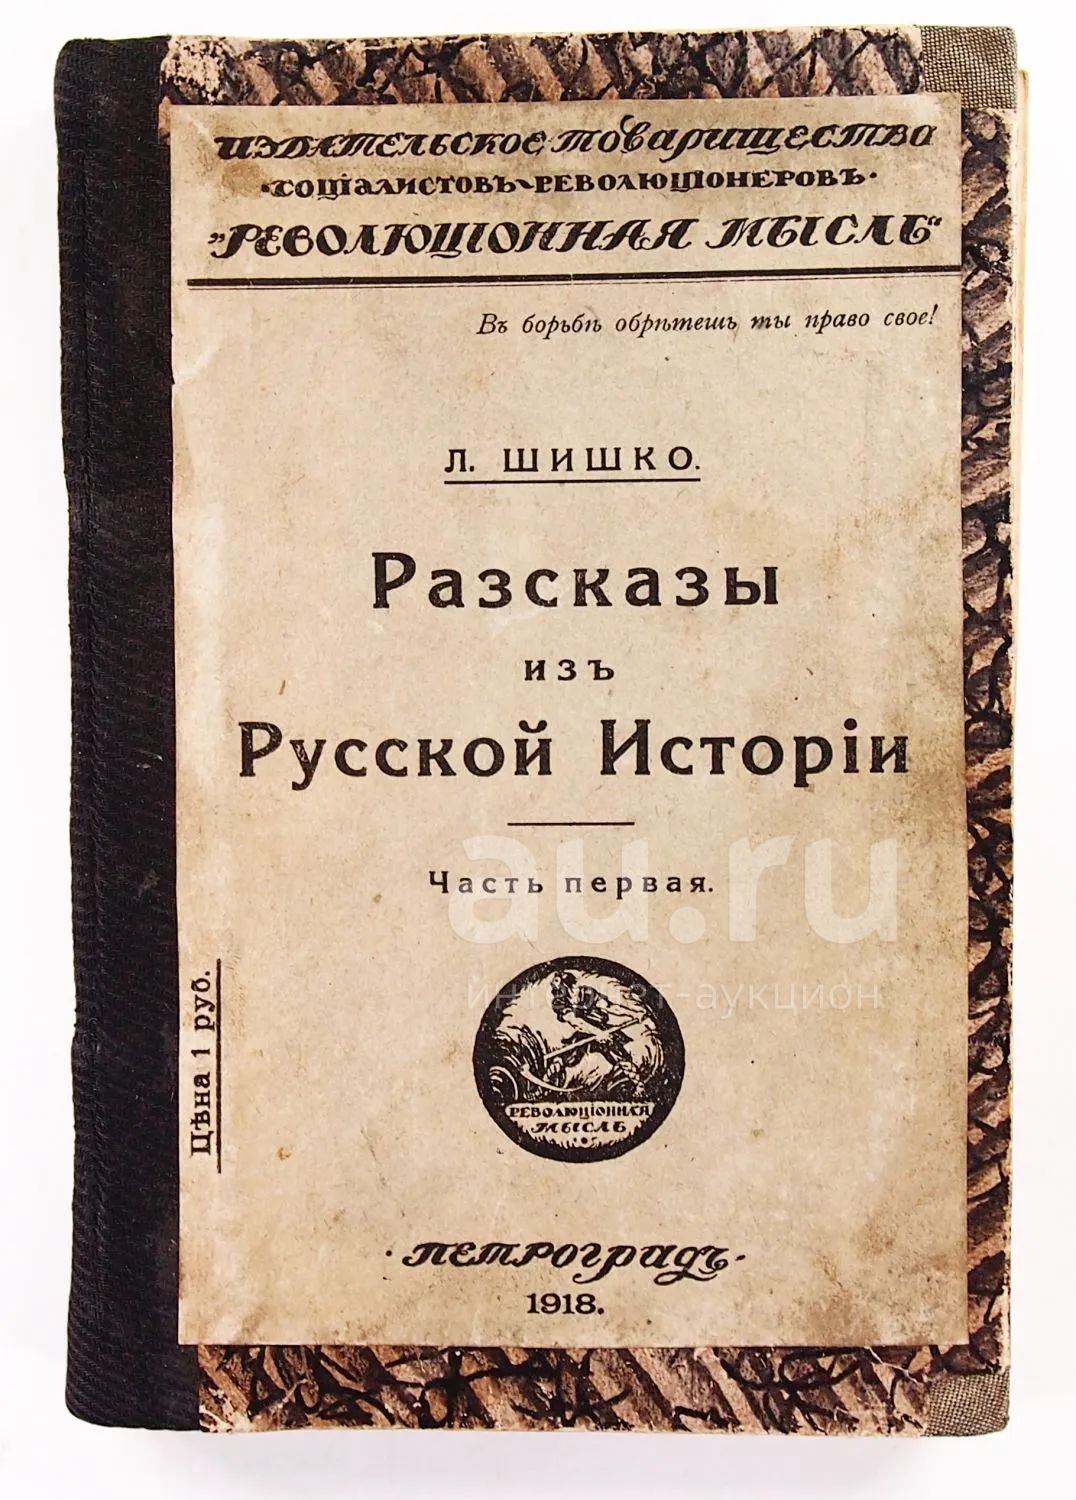 Издательское Товарищество
·Соціалистовъ-Революціонеровъ·
„Революціонная Мысль“
Въ борьбѣ обрѣтешь ты право свое!
Л. ШИШКО.
Разсказы
изъ
Русской Исторіи
Часть первая.
au.ru
интернет-аукцион
РЕВОЛЮЦІОННАЯ
МЫСЛЬ
Цѣна 1 руб.
·Петроградъ·
1918.